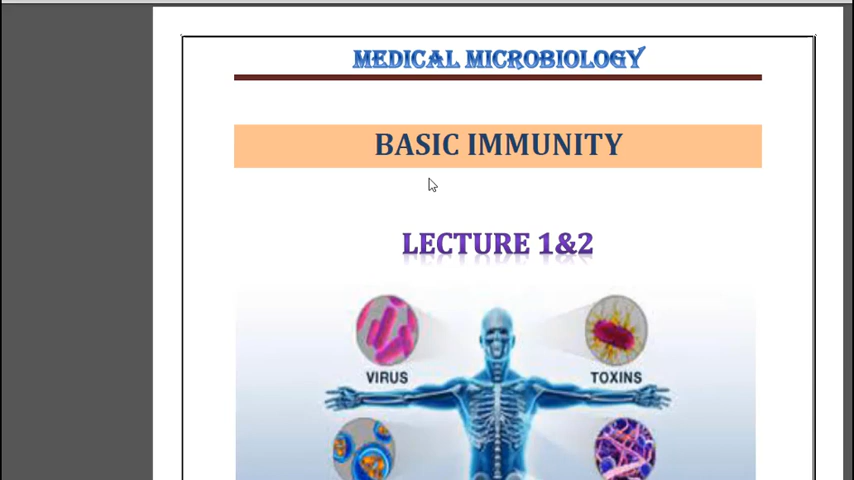 MEDICAL MICROBIOLOGY
BASIC IMMUNITY
LECTURE 1&2
VIRUS
TOXINS